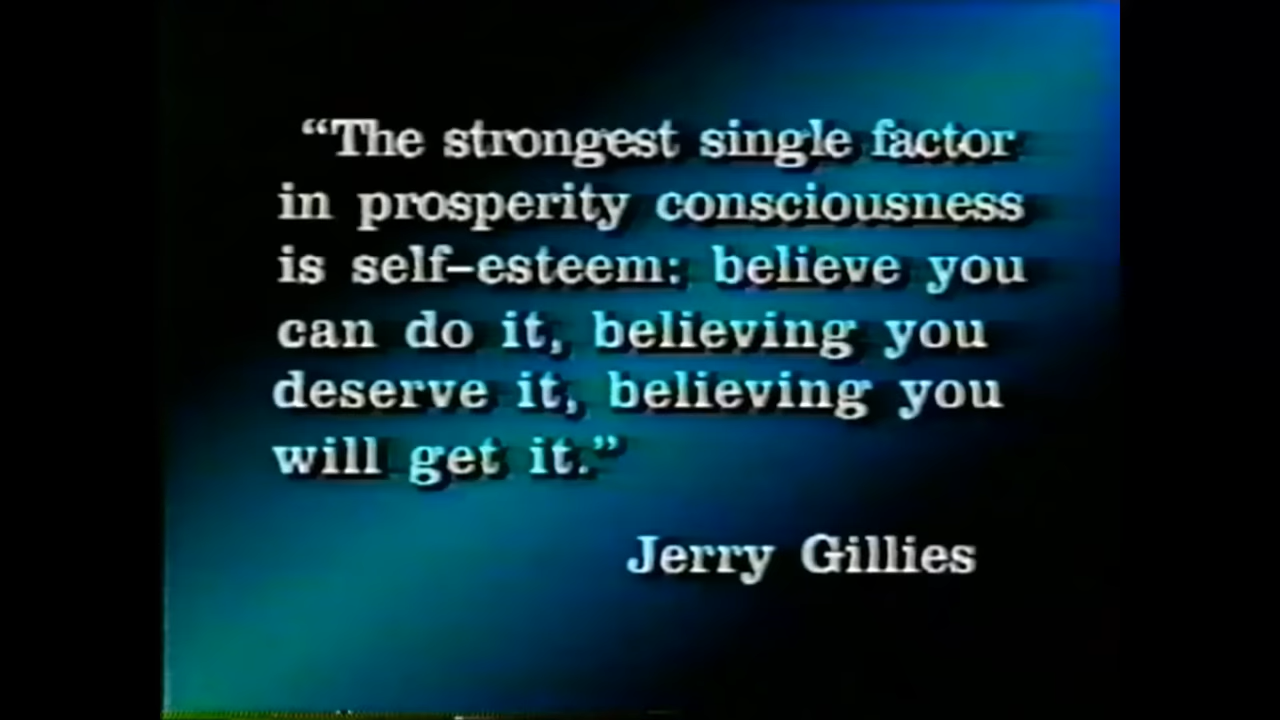 “The strongest single factor
in prosperity consciousness
is self-esteem: believe you
can do it, believing you
deserve it, believing you
will get it.”
Jerry Gillies